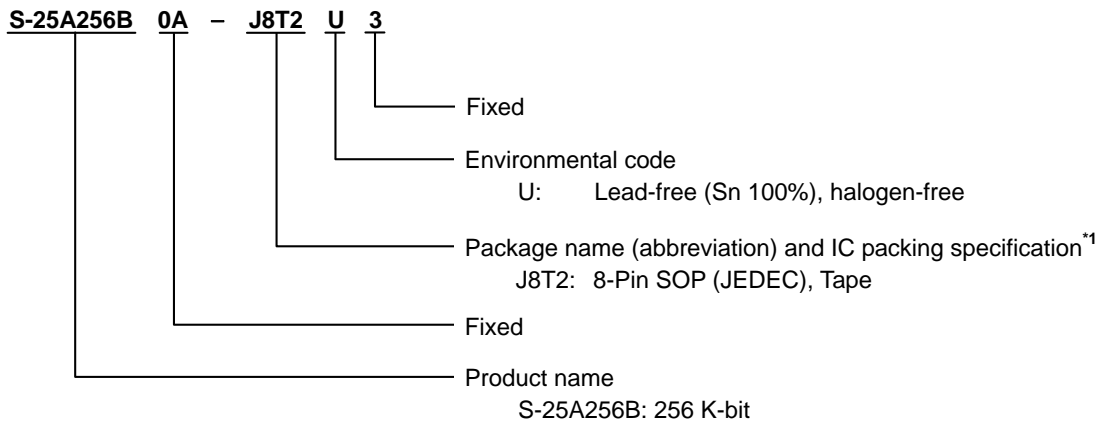 S-25A256B 0A – J8T2 U 3
Fixed
Environmental code
U: Lead-free (Sn 100%), halogen-free
Package name (abbreviation) and IC packing specification*1
J8T2: 8-Pin SOP (JEDEC), Tape
Fixed
Product name
S-25A256B: 256 K-bit